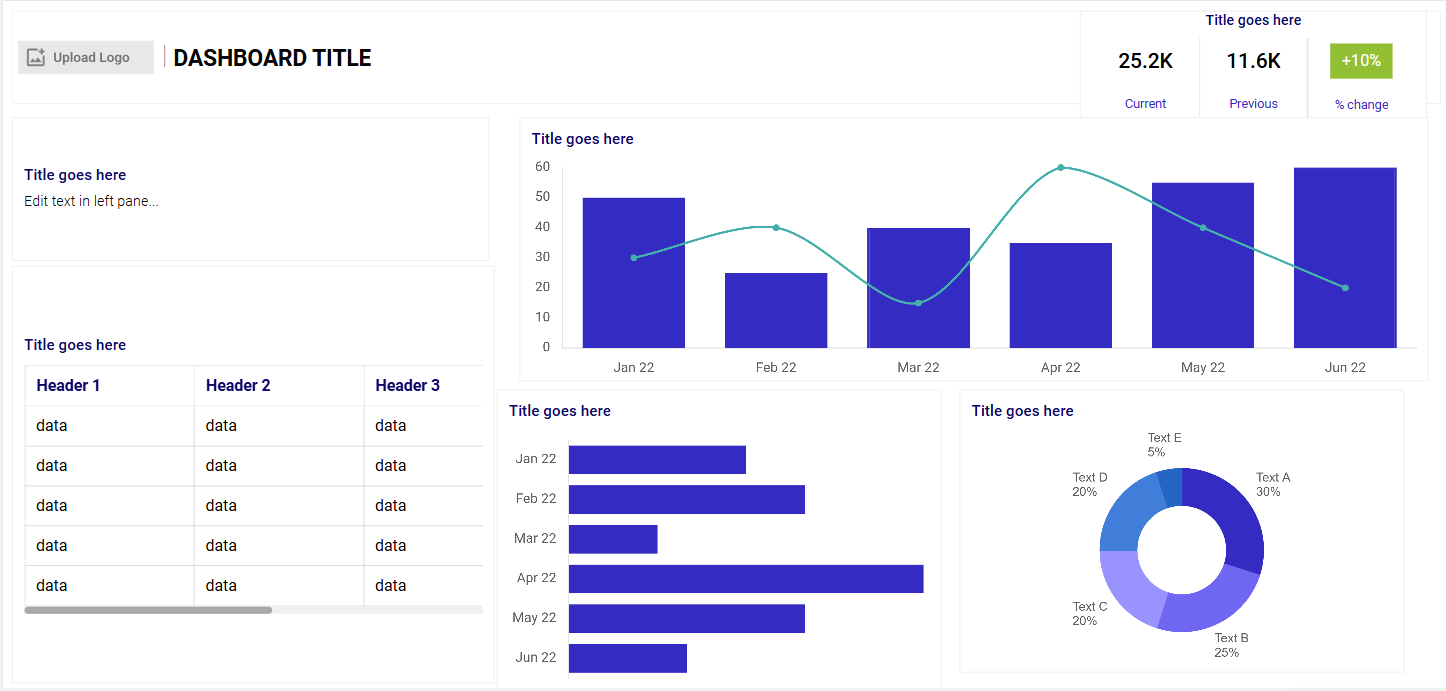 Upload Logo
DASHBOARD TITLE
Title goes here
25.2K
11.6K
+10%
Current
Previous
% change
Title goes here
Edit text in left pane...
Title goes here
Header 1 Header 2 Header 3
data data data
data data data
data data data
data data data
data data data
Title goes here
60
50
40
30
20
10
0
Jan 22 Feb 22 Mar 22 Apr 22 May 22 Jun 22
Title goes here
Jan 22
Feb 22
Mar 22
Apr 22
May 22
Jun 22
Title goes here
Text E
5%
Text D
20%
Text A
30%
Text C
20%
Text B
25%